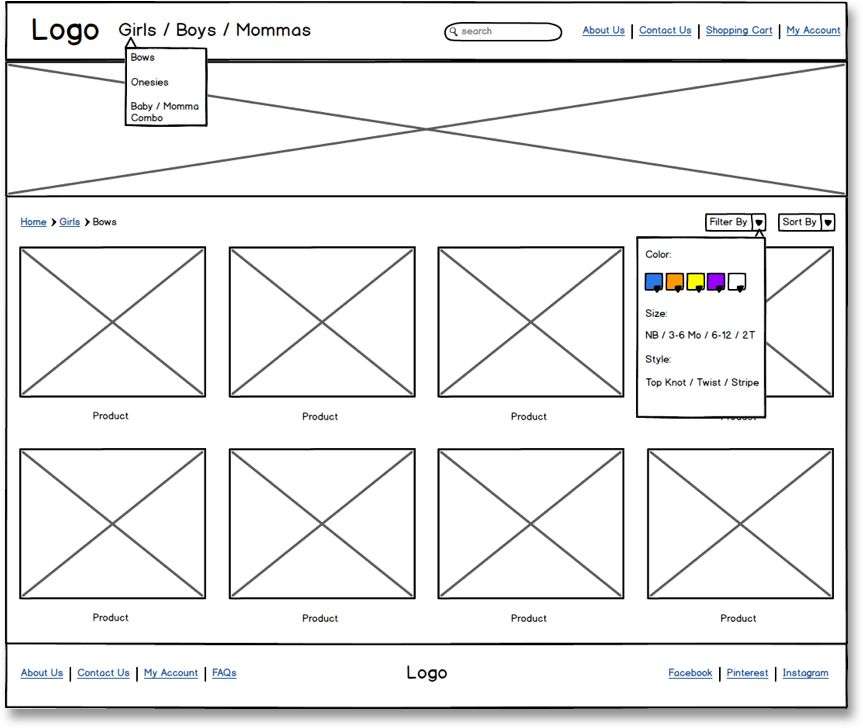 Logo
Girls / Boys / Mommas
search
About Us
Contact Us
Shopping Cart
My Account
Bows
Onesies
Baby / Momma
Combo
Home
Girls
Bows
Filter By
Sort By
Color:
Size:
NB / 3-6 Mo / 6-12 / 2T
Style:
Top Knot / Twist / Stripe
Product
Product
Product
Product
Product
Product
Product
Product
About Us
Contact Us
My Account
FAQs
Logo
Facebook
Pinterest
Instagram